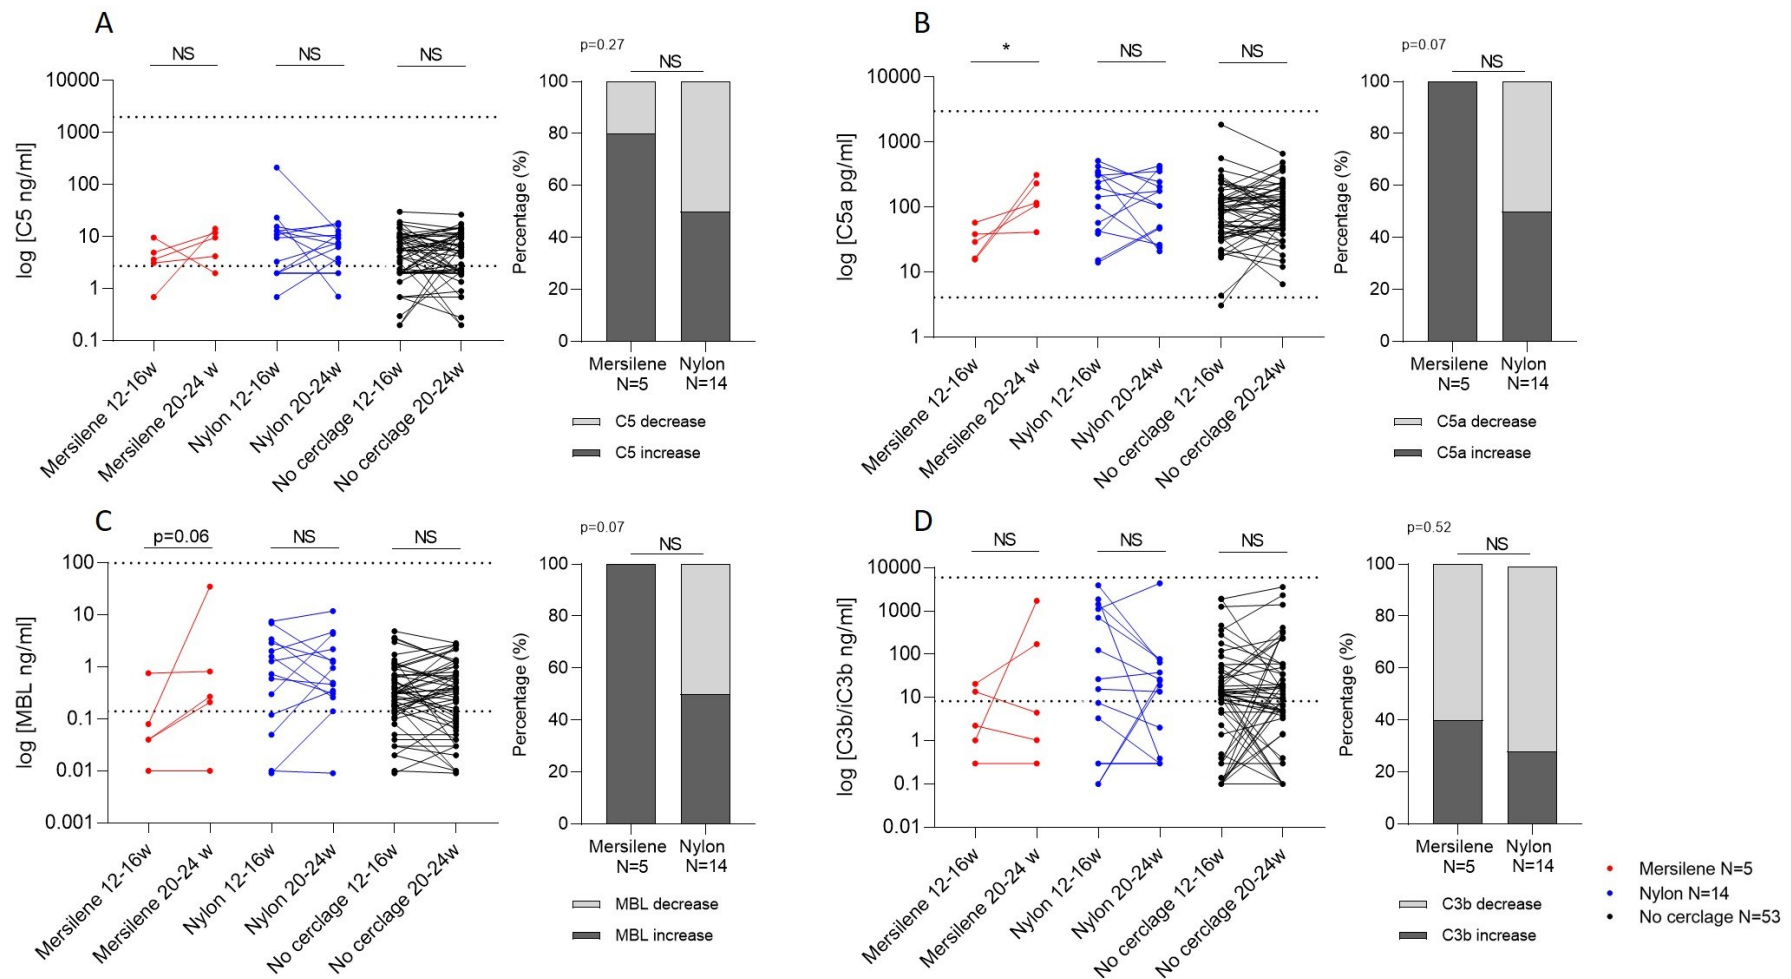 A
NS
NS
NS
log [C5 ng/ml]
10000
1000
100
10
1
0.1
Mersilene 12-16w
Mersilene 20-24 w
Nylon 12-16w
Nylon 20-24w
No cerclage 12-16w
No cerclage 20-24w
p=0.27
NS
Percentage (%)
100
80
60
40
20
0
Mersilene
N=5
Nylon
N=14
C5 decrease
C5 increase
B
*
NS
NS
log [C5a pg/ml]
10000
1000
100
10
1
Mersilene 12-16w
Mersilene 20-24 w
Nylon 12-16w
Nylon 20-24w
No cerclage 12-16w
No cerclage 20-24w
p=0.07
NS
Percentage (%)
100
80
60
40
20
0
Mersilene
N=5
Nylon
N=14
C5a decrease
C5a increase
C
p=0.06
NS
NS
log [MBL ng/ml]
100
10
1
0.1
0.01
0.001
Mersilene 12-16w
Mersilene 20-24 w
Nylon 12-16w
Nylon 20-24w
No cerclage 12-16w
No cerclage 20-24w
p=0.07
NS
Percentage (%)
100
80
60
40
20
0
Mersilene
N=5
Nylon
N=14
MBL decrease
MBL increase
D
NS
NS
NS
log [C3b/iC3b ng/ml]
10000
1000
100
10
1
0.1
0.01
Mersilene 12-16w
Mersilene 20-24 w
Nylon 12-16w
Nylon 20-24w
No cerclage 12-16w
No cerclage 20-24w
p=0.52
NS
Percentage (%)
100
80
60
40
20
0
Mersilene
N=5
Nylon
N=14
C3b decrease
C3b increase
Mersilene N=5
Nylon N=14
No cerclage N=53